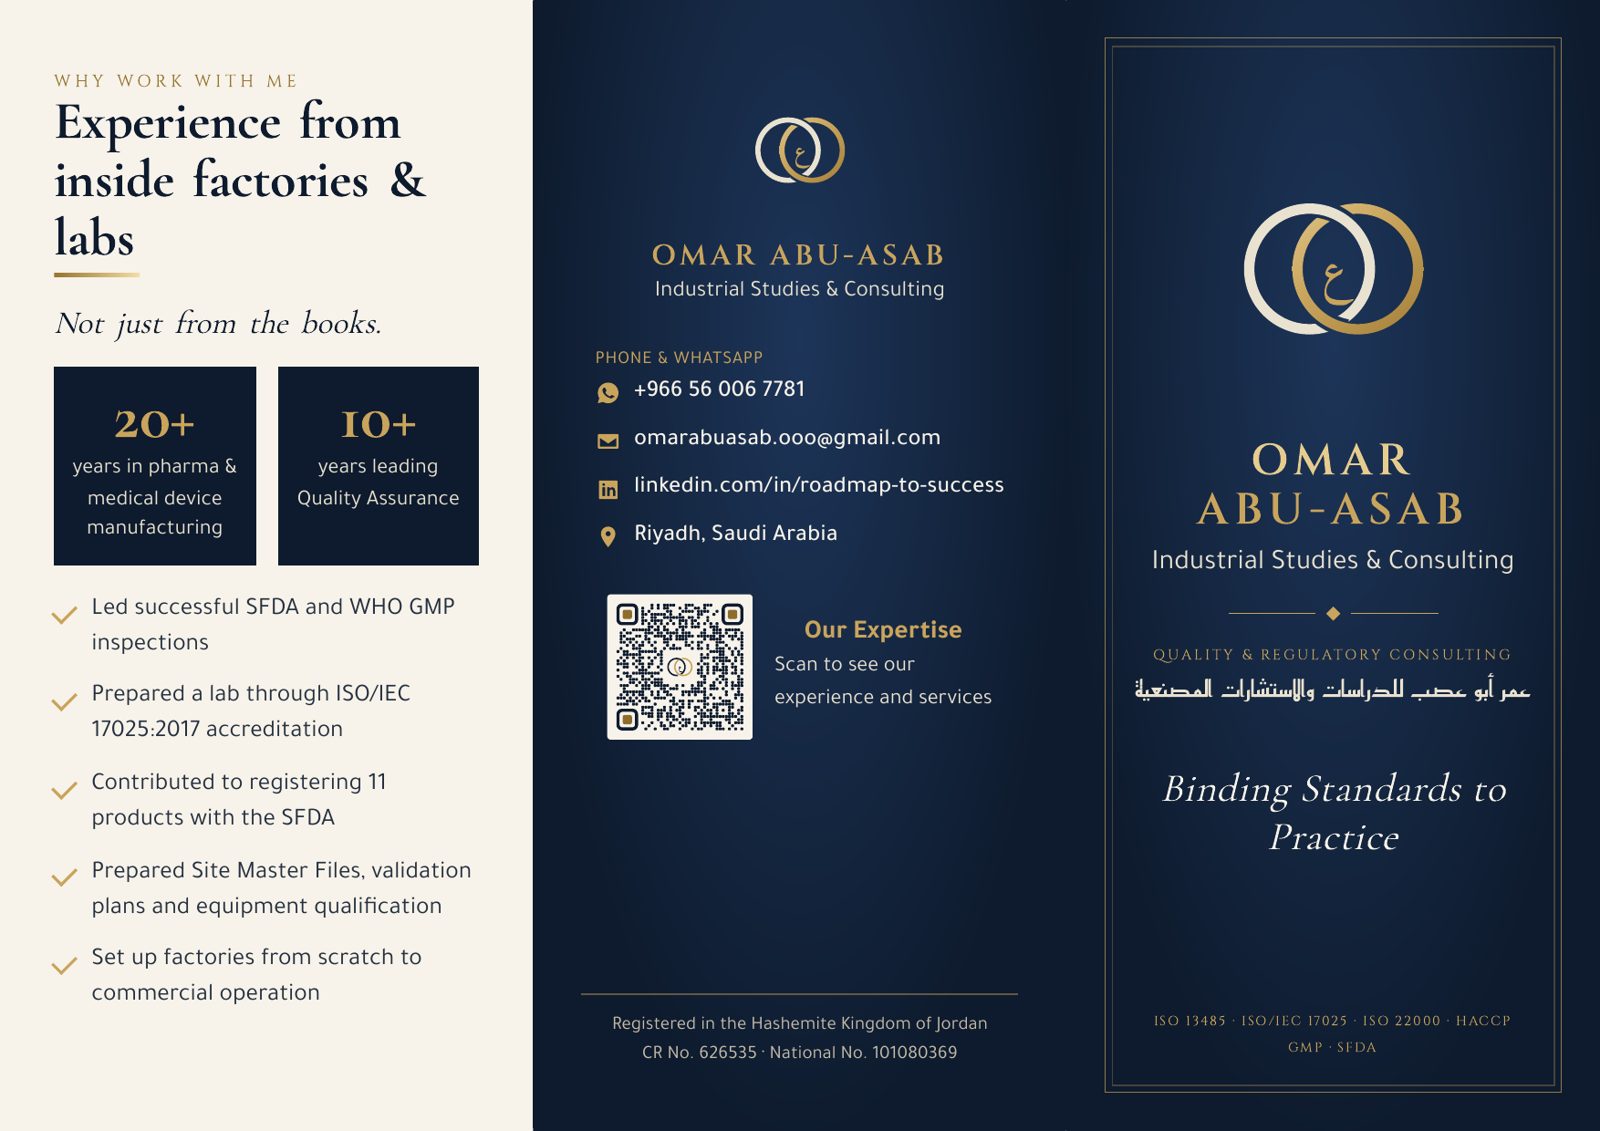 WHY WORK WITH ME
Experience from
inside factories &
labs
Not just from the books.
20+
years in pharma &
medical device
manufacturing
10+
years leading
Quality Assurance
Led successful SFDA and WHO GMP
inspections
Prepared a lab through ISO/IEC
17025:2017 accreditation
Contributed to registering 11
products with the SFDA
Prepared Site Master Files, validation
plans and equipment qualification
Set up factories from scratch to
commercial operation
ع
OMAR ABU-ASAB
Industrial Studies & Consulting
PHONE & WHATSAPP
+966 56 006 7781
omarabuasab.ooo@gmail.com
linkedin.com/in/roadmap-to-success
Riyadh, Saudi Arabia
Our Expertise
Scan to see our
experience and services
Registered in the Hashemite Kingdom of Jordan
CR No. 626535 · National No. 101080369
ع
OMAR
ABU-ASAB
Industrial Studies & Consulting
QUALITY & REGULATORY CONSULTING
عمر أبو عصب للدراسات والاستشارات المصنعية
Binding Standards to
Practice
ISO 13485 · ISO/IEC 17025 · ISO 22000 · HACCP
GMP · SFDA